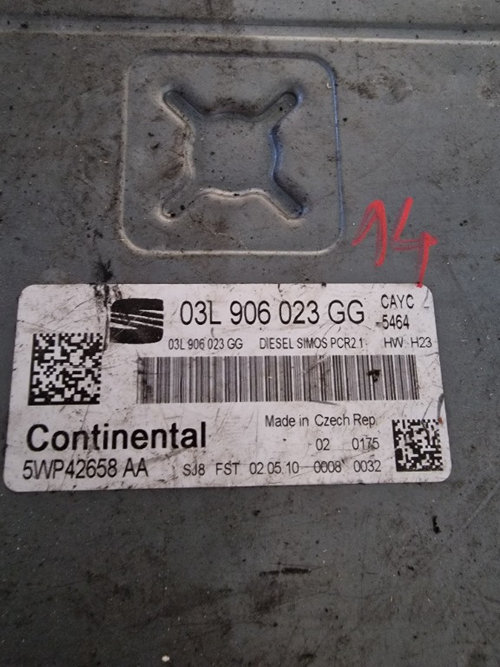 14
03L 906 023 GG CAYC
5464
03L 906 023 GG DIESEL SIMOS PCR2.1 HW H23
Continental Made in Czech Rep
02 0175
5WP42658 AA SJ8 FST 02.05.10 0008 0032